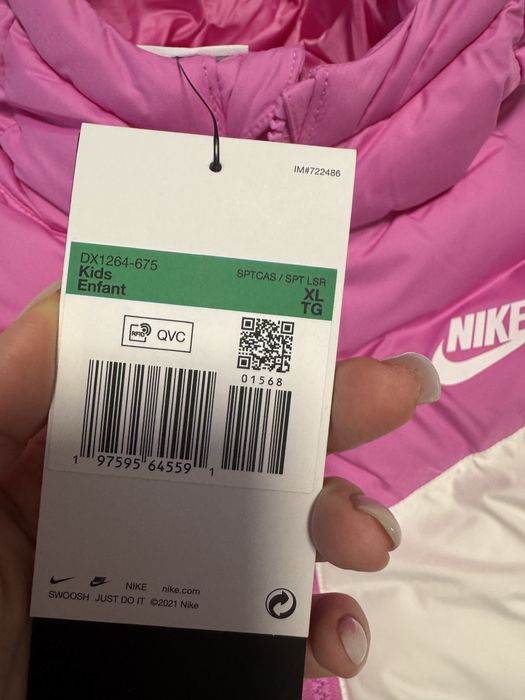 IM#722486
DX1264-675
Kids
Enfant
SPTCAS / SPT LSR
XL
TG
RFID
QVC
01568
1 97595 64559 1
NIKE
NIKE nike.com
SWOOSH JUST DO IT ©2021 Nike